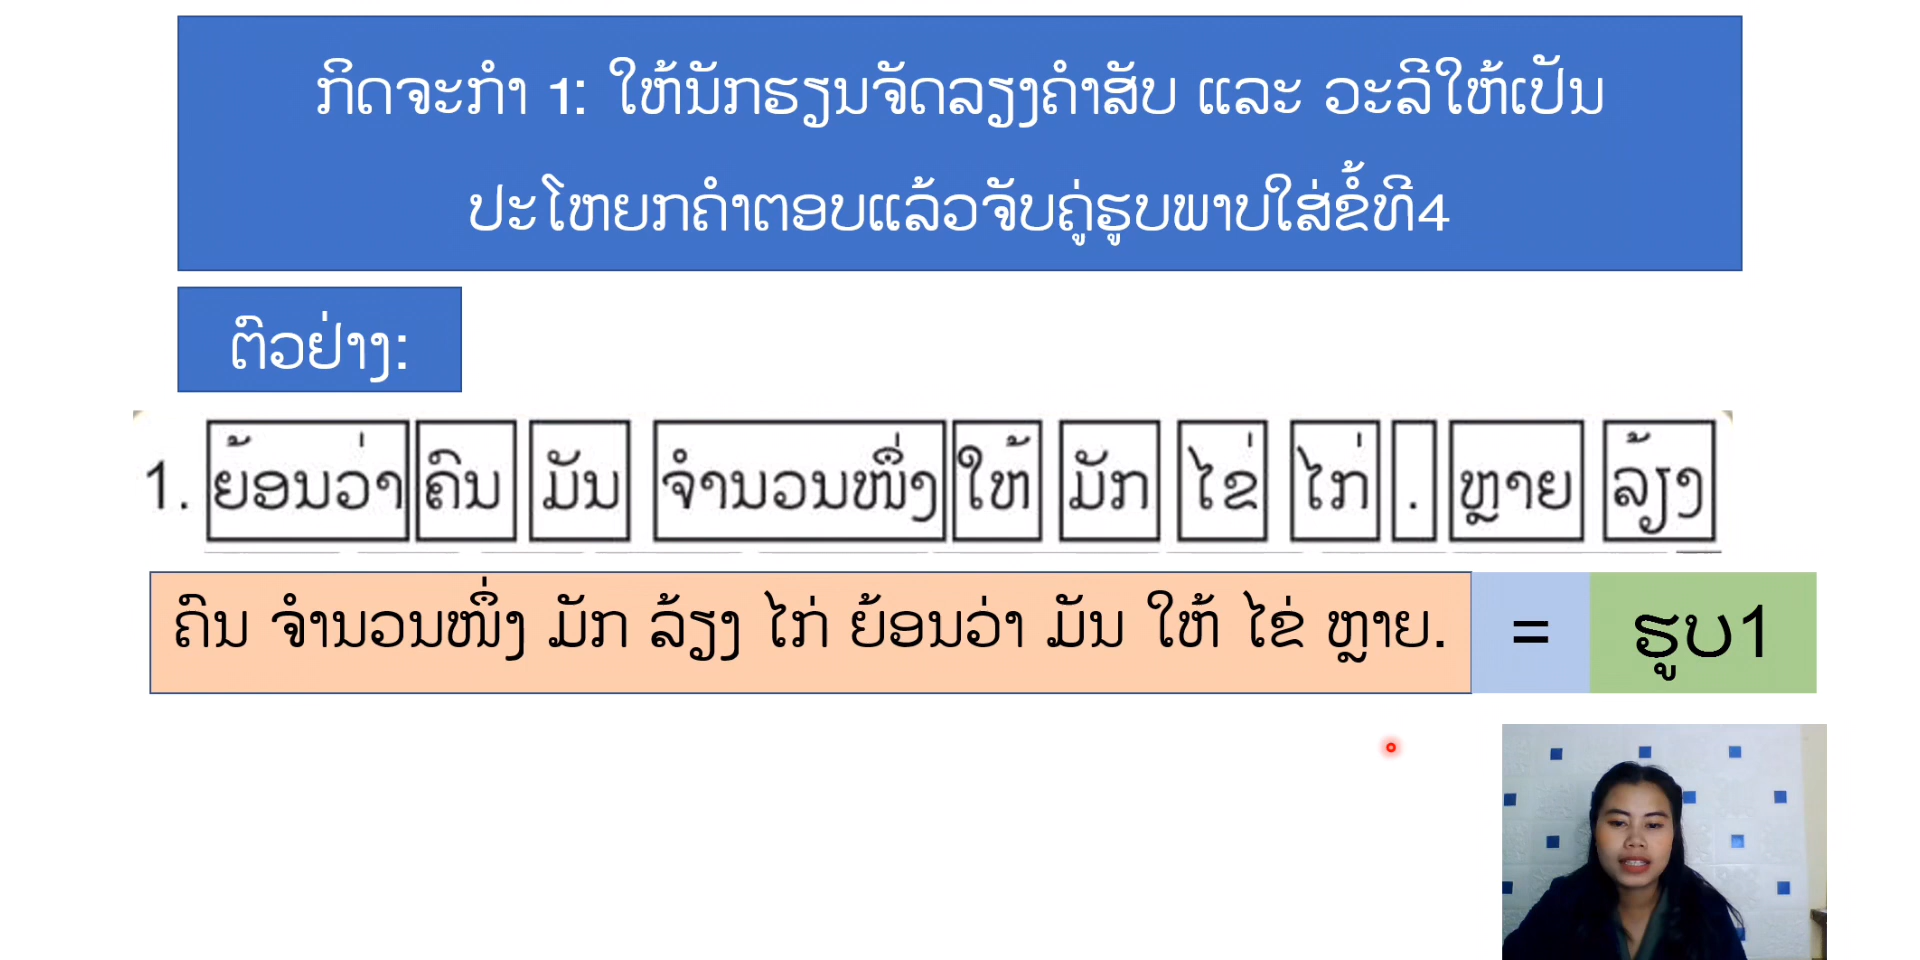 ກິດຈະກຳ 1: ໃຫ້ນັກຮຽນຈັດລຽງຄຳສັບ ແລະ ວະລີໃຫ້ເປັນ
ປະໂຫຍກຄຳຕອບແລ້ວຈັບຄູ່ຮູບພາບໃສ່ຂໍ້ທີ4
ຕົວຢ່າງ:
1. ຍ້ອນວ່າ ຄົນ ມັນ ຈຳນວນໜຶ່ງ ໃຫ້ ມັກ ໄຂ່ ໄກ່ . ຫຼາຍ ລ້ຽງ
ຄົນ ຈຳນວນໜຶ່ງ ມັກ ລ້ຽງ ໄກ່ ຍ້ອນວ່າ ມັນ ໃຫ້ ໄຂ່ ຫຼາຍ. = ຮູບ1